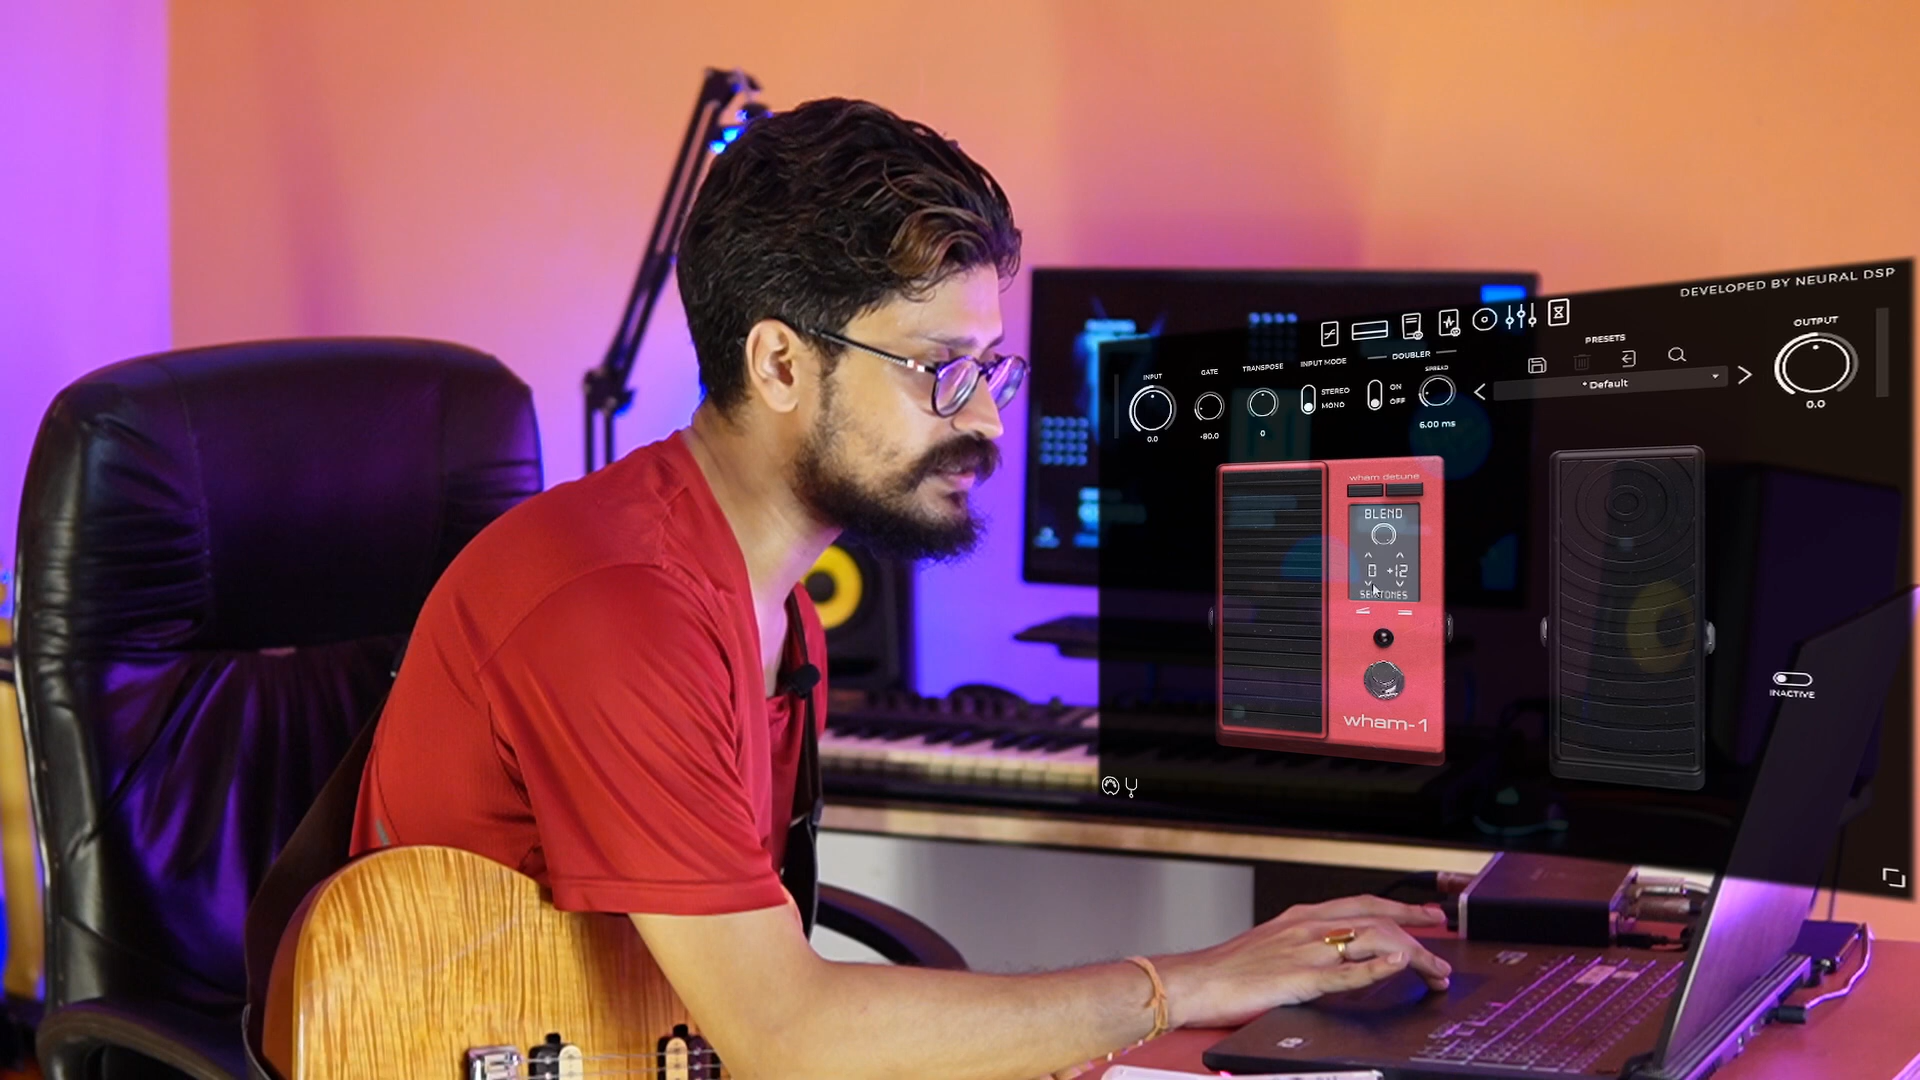 DEVELOPED BY NEURAL DSP
INPUT
0.0
GATE
-80.0
TRANSPOSE
0
INPUT MODE
STEREO
MONO
DOUBLER
ON
OFF
SPREAD
6.00 ms
PRESETS
* Default
OUTPUT
0.0
wham detune
BLEND
0 +12
wham-1
INACTIVE